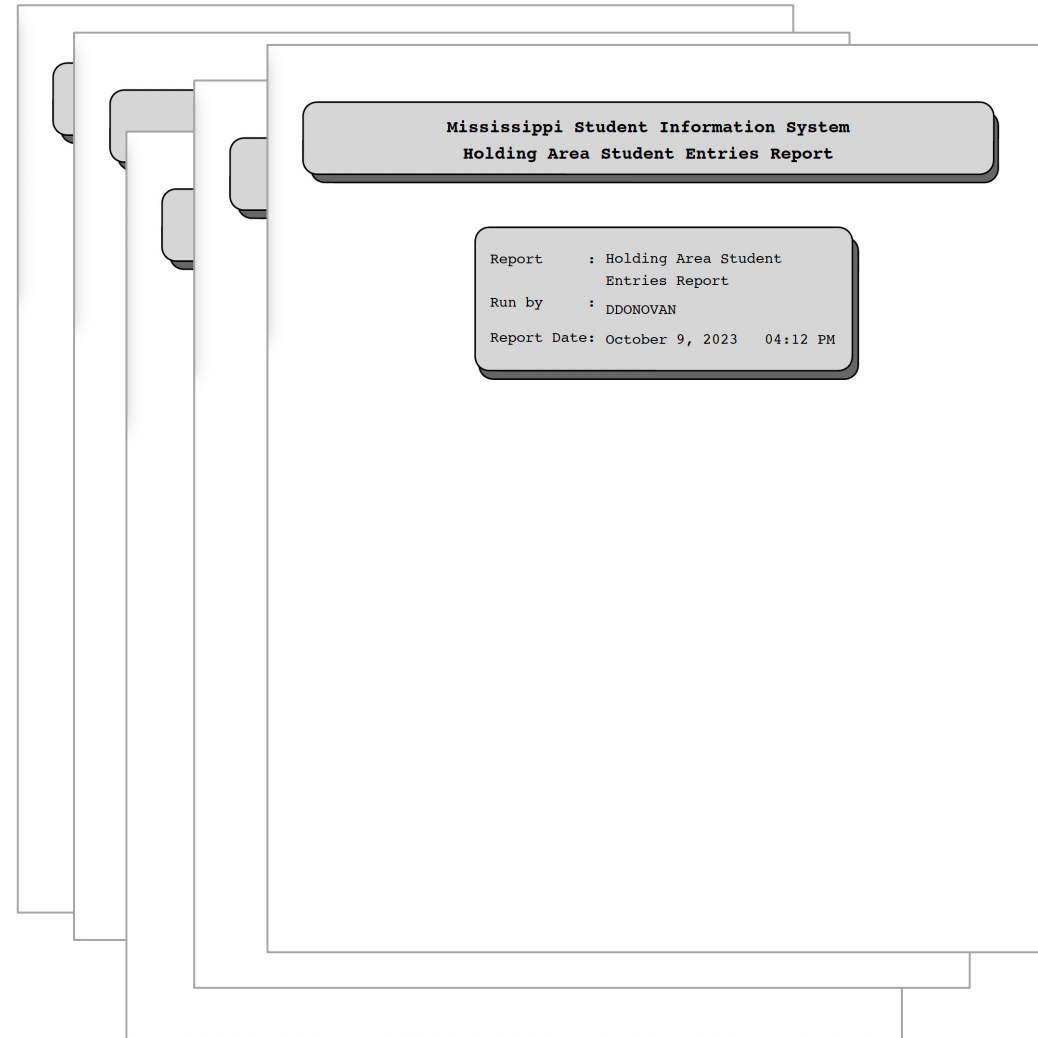 Mississippi Student Information System
Holding Area Student Entries Report
Report : Holding Area Student
Entries Report
Run by : DDONOVAN
Report Date: October 9, 2023 04:12 PM